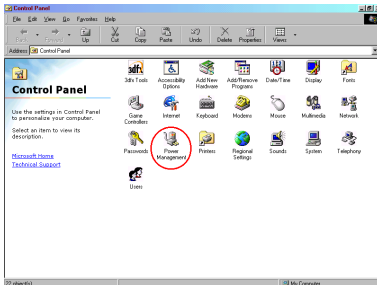 Control Panel
File Edit View Go Favorites Help
Back Forward Up Cut Copy Paste Undo Delete Properties Views
Address Control Panel
Control Panel
Use the settings in Control Panel
to personalize your computer.
Select an item to view its
description.
Microsoft Home
Technical Support
3dfx Tools
Accessibility
Options
Add New
Hardware
Add/Remove
Programs
Date/Time
Display
Fonts
Game
Controllers
Internet
Keyboard
Modems
Mouse
Multimedia
Network
Passwords
Power
Management
Printers
Regional
Settings
Sounds
System
Telephony
Users
22 object(s)
My Computer